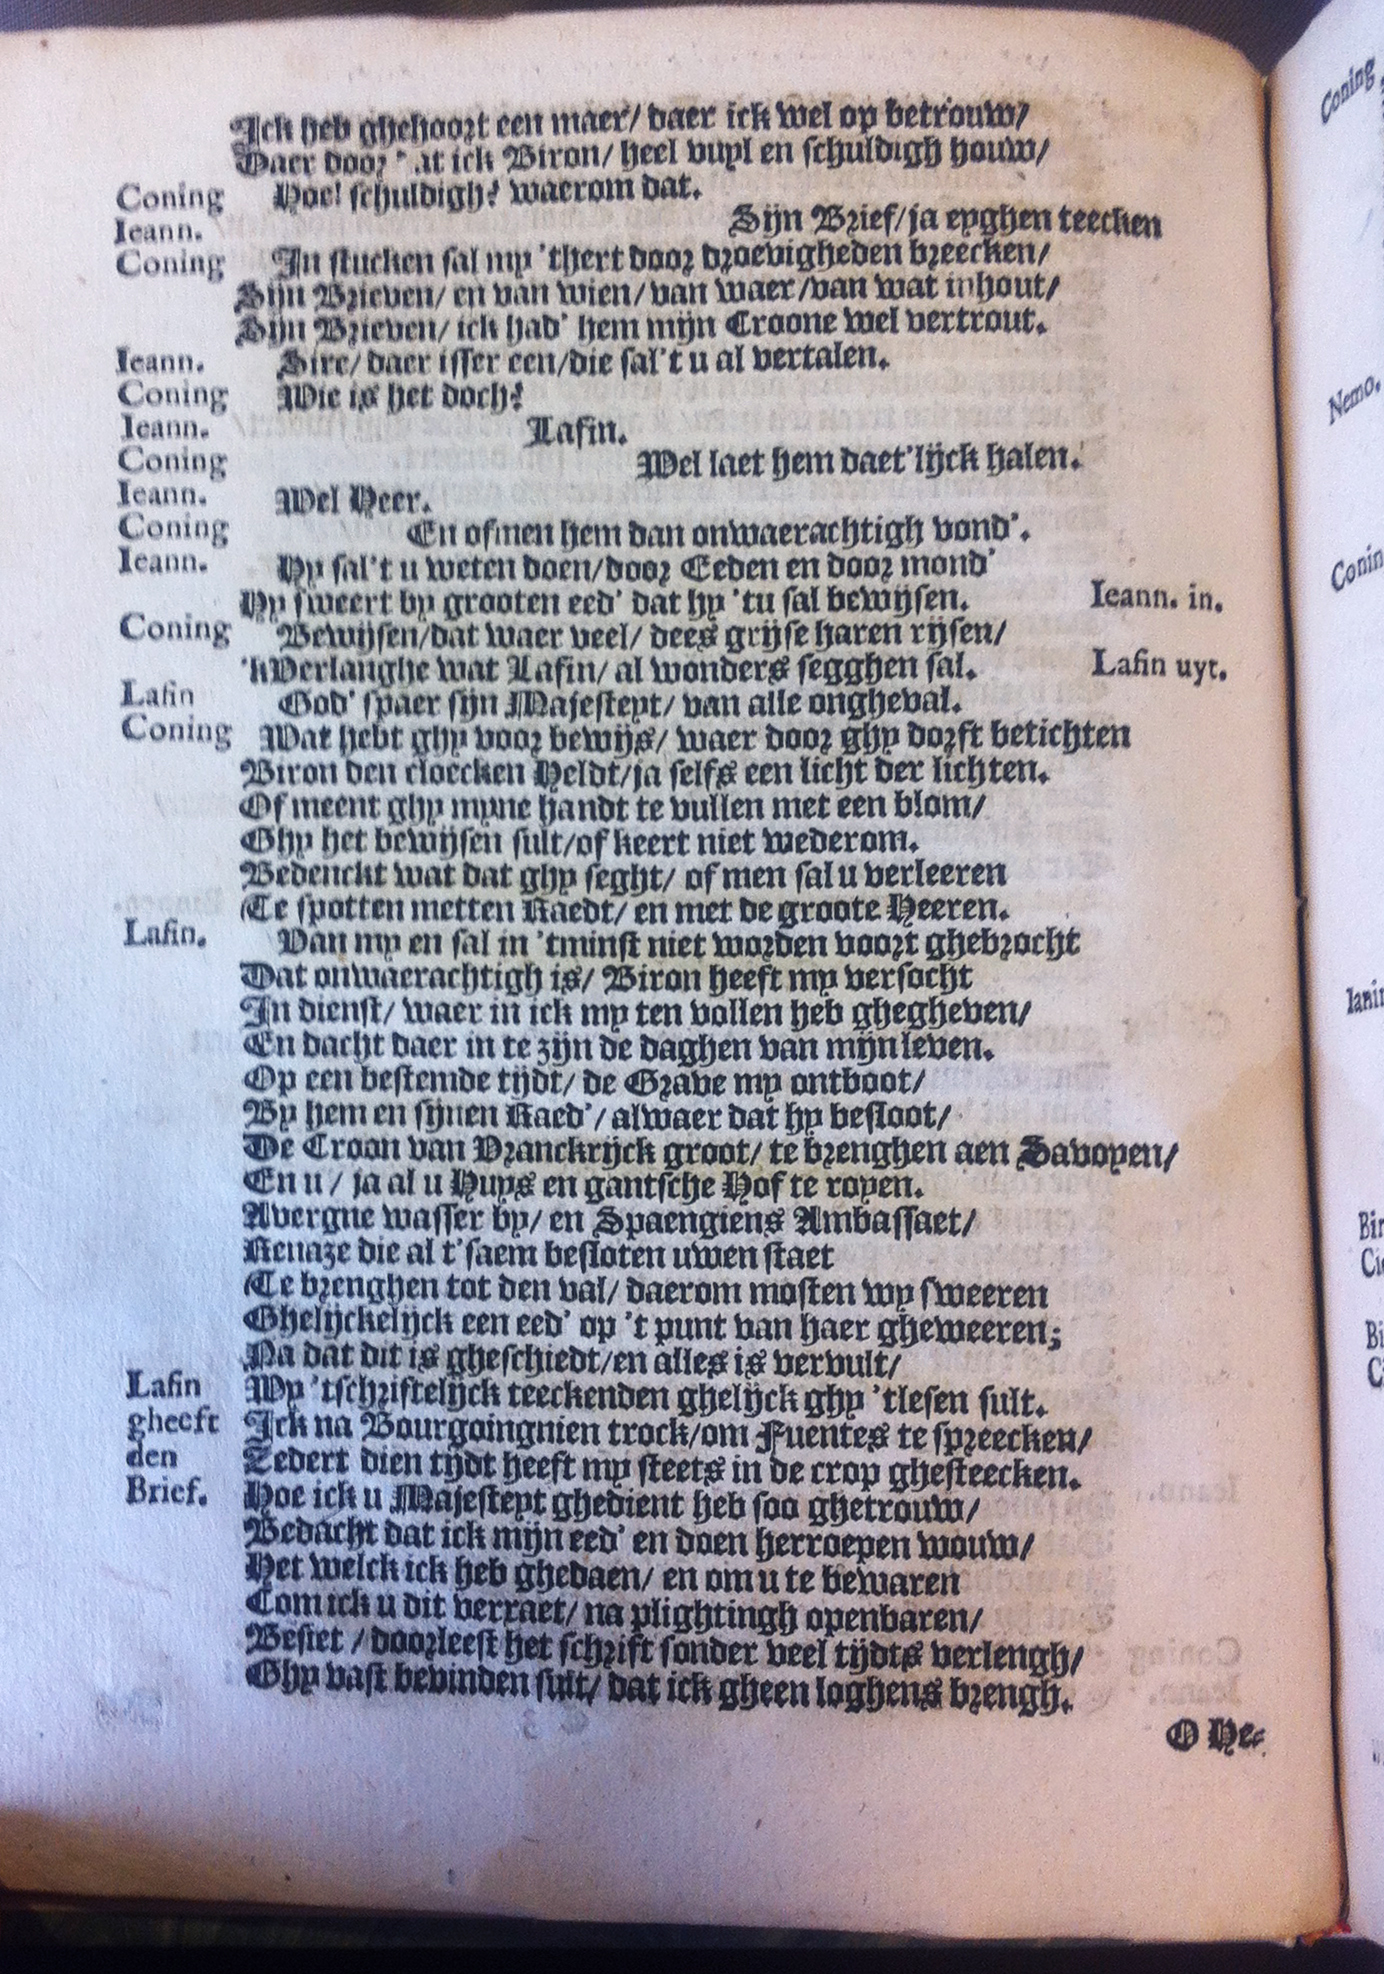 Ick heb ghehoort een maer/ daer ick wel op betrouw/
Daer door at ick Biron/ heel vuyl en schuldigh houw/
Coning Hoe! schuldigh? waerom dat.
Ieann. Sijn Brief/ja eyghen teecken
Coning In stucken sal my 'thert door droevigheden breecken/
Sijn Brieven/ en van wien/ van waer/van wat inhout/
Sijn Brieven/ ick had' hem mijn Croone wel vertrout.
Ieann. Sire/ daer isser een/die sal't u al vertalen.
Coning Wie is het doch?
Ieann. Lafin.
Coning Wel laet hem daet'lijck halen.
Ieann. Wel Heer.
Coning En ofmen hem dan onwaerachtigh vond'.
Ieann. Hy sal't u weten doen/door Eeden en door mond'
Hy sweert by grooten eed' dat hy 'tu sal bewijsen. Ieann. in.
Coning Bewijsen/dat waer veel/ dees grijse haren rijsen/
'kVerlanghe wat Lafin/ al wonders segghen sal. Lafin uyt.
Lafin God' spaer sijn Majesteyt/ van alle ongheval.
Coning Wat hebt ghy voor bewijs/ waer door ghy dorft betichten
Biron den cloecken Heldt/ja selfs een licht der lichten.
Of meent ghy myne handt te vullen met een blom/
Ghy het bewijsen sult/of keert niet wederom.
Bedenckt wat dat ghy seght/ of men sal u verleeren
Te spotten metten Raedt/ en met de groote Heeren.
Lafin. Van my en sal in 'tminst niet worden voort ghebrocht
Dat onwaerachtigh is/ Biron heeft my versocht
In dienst/ waer in ick my ten vollen heb ghegheven/
En dacht daer in te zijn de daghen van mijn leven.
Op een bestemde tijdt/ de Grave my ontboot/
By hem en sijnen Raed'/ alwaer dat hy besloot/
De Croon van Vranckrijck groot/ te brenghen aen Savoyen/
En u/ ja al u Huys en gantsche Hof te royen.
Avergne wasser by/ en Spaengiens Ambassaet/
Renaze die al t'saem besloten uwen staet
Te brenghen tot den val/ daerom mosten wy sweeren
Ghelijckelijck een eed' op 't punt van haer gheweeren;
Na dat dit is gheschiedt/en alles is vervult/
Lafin Wy 'tschriftelijck teeckenden ghelijck ghy 'tlesen sult.
gheeft Ick na Bourgoingnien trock/om Fuentes te spreecken/
den Zedert dien tijdt heeft my steets in de crop ghesteecken.
Brief. Hoe ick u Majesteyt ghedient heb soo ghetrouw/
Bedacht dat ick mijn eed' en doen herroepen wouw/
Het welck ick heb ghedaen/ en om u te bewaren
Com ick u dit verraet/ na plightingh openbaren/
Besiet / doorleest het schrift sonder veel tijdts verlengh/
Ghy vast bevinden sult/ dat ick gheen loghens brengh.
O He-
Coning
Nemo.
Conin
Ianin
Bir
Ci
Bi
C